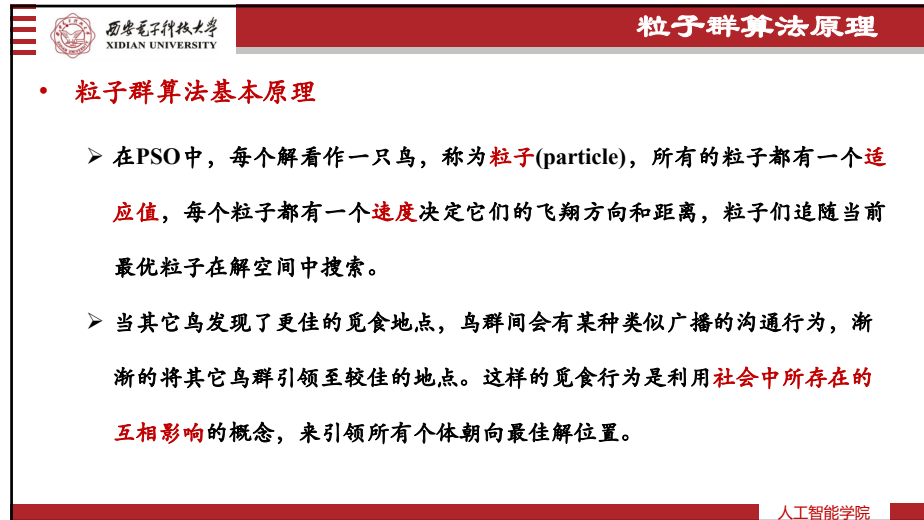 西安电子科技大学
XIDIAN UNIVERSITY
粒子群算法原理
• 粒子群算法基本原理
➢ 在PSO中，每个解看作一只鸟，称为粒子(particle)，所有的粒子都有一个适
应值，每个粒子都有一个速度决定它们的飞翔方向和距离，粒子们追随当前
最优粒子在解空间中搜索。
➢ 当其它鸟发现了更佳的觅食地点，鸟群间会有某种类似广播的沟通行为，渐
渐的将其它鸟群引领至较佳的地点。这样的觅食行为是利用社会中所存在的
互相影响的概念，来引领所有个体朝向最佳解位置。
人工智能学院